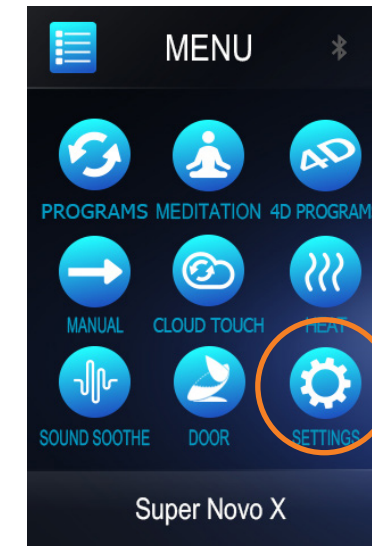 MENU
4D
PROGRAMS MEDITATION 4D PROGRAM
MANUAL CLOUD TOUCH HEAT
SOUND SOOTHE DOOR SETTINGS
Super Novo X